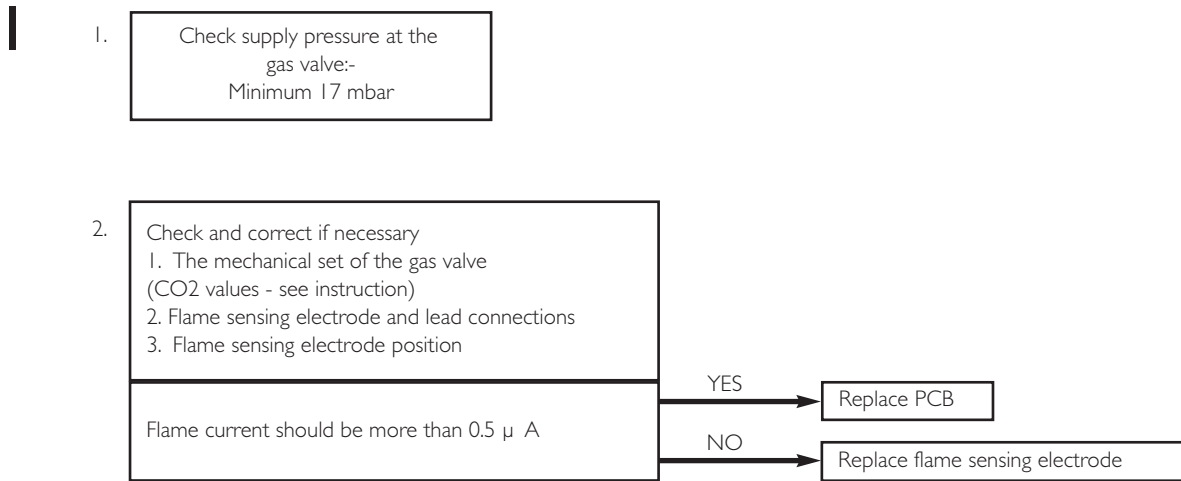 1.
Check supply pressure at the
gas valve:-
Minimum 17 mbar
2.
Check and correct if necessary
1. The mechanical set of the gas valve
(CO2 values - see instruction)
2. Flame sensing electrode and lead connections
3. Flame sensing electrode position
Flame current should be more than 0.5 µ A
YES
Replace PCB
NO
Replace flame sensing electrode